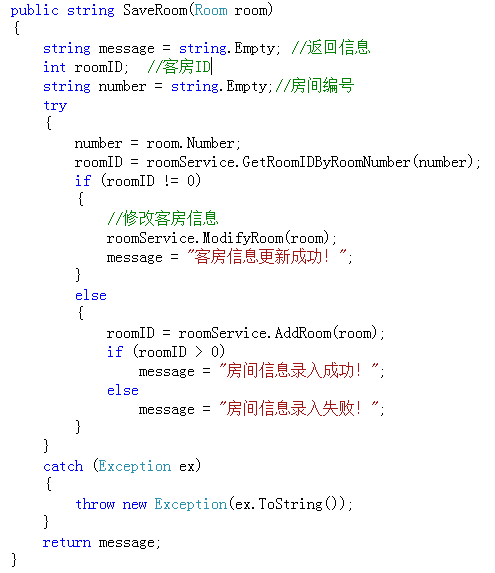 public string SaveRoom(Room room)
{
    string message = string.Empty; //返回信息
    int roomID;  //客房ID
    string number = string.Empty;//房间编号
    try
    {
        number = room.Number;
        roomID = roomService.GetRoomIDByRoomNumber(number);
        if (roomID != 0)
        {
            //修改客房信息
            roomService.ModifyRoom(room);
            message = "客房信息更新成功！";
        }
        else
        {
            roomID = roomService.AddRoom(room);
            if (roomID > 0)
                message = "房间信息录入成功！";
            else
                message = "房间信息录入失败！";
        }
    }
    catch (Exception ex)
    {
        throw new Exception(ex.ToString());
    }
    return message;
}